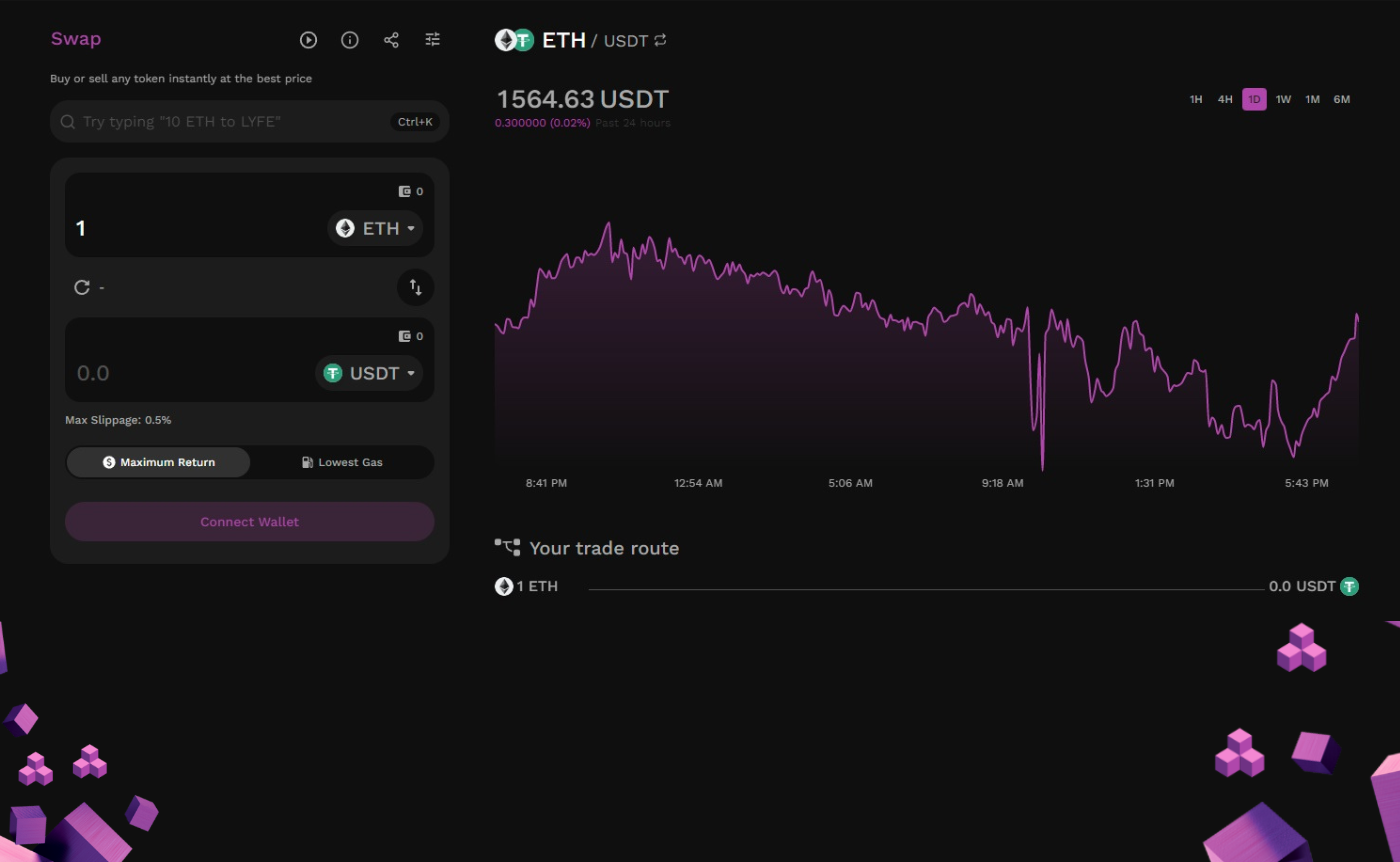 Swap
Buy or sell any token instantly at the best price
Try typing "10 ETH to LYFE" Ctrl+K
0
1 ETH
-
0
0.0 USDT
Max Slippage: 0.5%
Maximum Return Lowest Gas
Connect Wallet
ETH / USDT
1564.63 USDT
0.300000 (0.02%) Past 24 hours
1H 4H 1D 1W 1M 6M
8:41 PM 12:54 AM 5:06 AM 9:18 AM 1:31 PM 5:43 PM
Your trade route
1 ETH 0.0 USDT